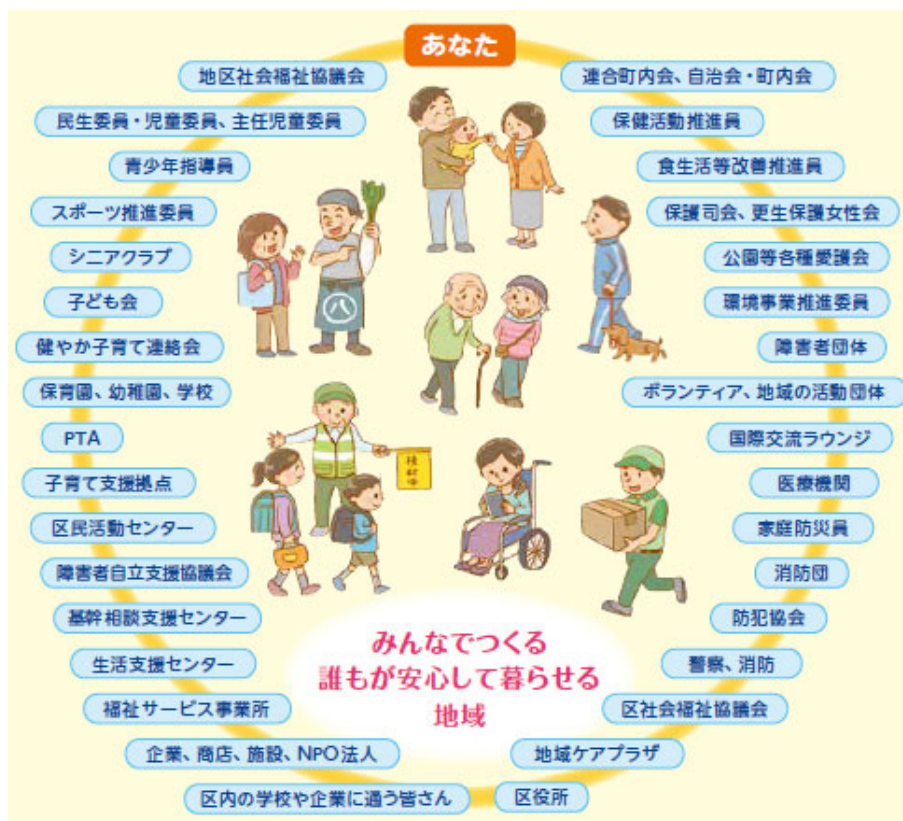 あなた
地区社会福祉協議会
民生委員・児童委員、主任児童委員
青少年指導員
スポーツ推進委員
シニアクラブ
子ども会
健やか子育て連絡会
保育園、幼稚園、学校
PTA
子育て支援拠点
区民活動センター
障害者自立支援協議会
基幹相談支援センター
生活支援センター
福祉サービス事業所
企業、商店、施設、NPO法人
区内の学校や企業に通う皆さん
連合町内会、自治会・町内会
保健活動推進員
食生活等改善推進員
保護司会、更生保護女性会
公園等各種愛護会
環境事業推進委員
障害者団体
ボランティア、地域の活動団体
国際交流ラウンジ
医療機関
家庭防災員
消防団
防犯協会
警察、消防
区社会福祉協議会
地域ケアプラザ
区役所
八
みんなでつくる
誰もが安心して暮らせる
地域